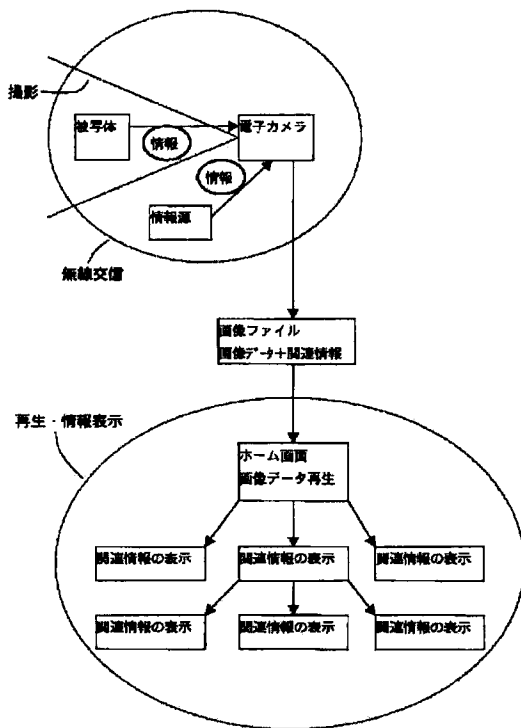 撮影
被写体
電子カメラ
情報
情報
情報源
無線交信
画像ファイル
画像データ+関連情報
再生・情報表示
ホーム画面
画像データ再生
関連情報の表示
関連情報の表示
関連情報の表示
関連情報の表示
関連情報の表示
関連情報の表示